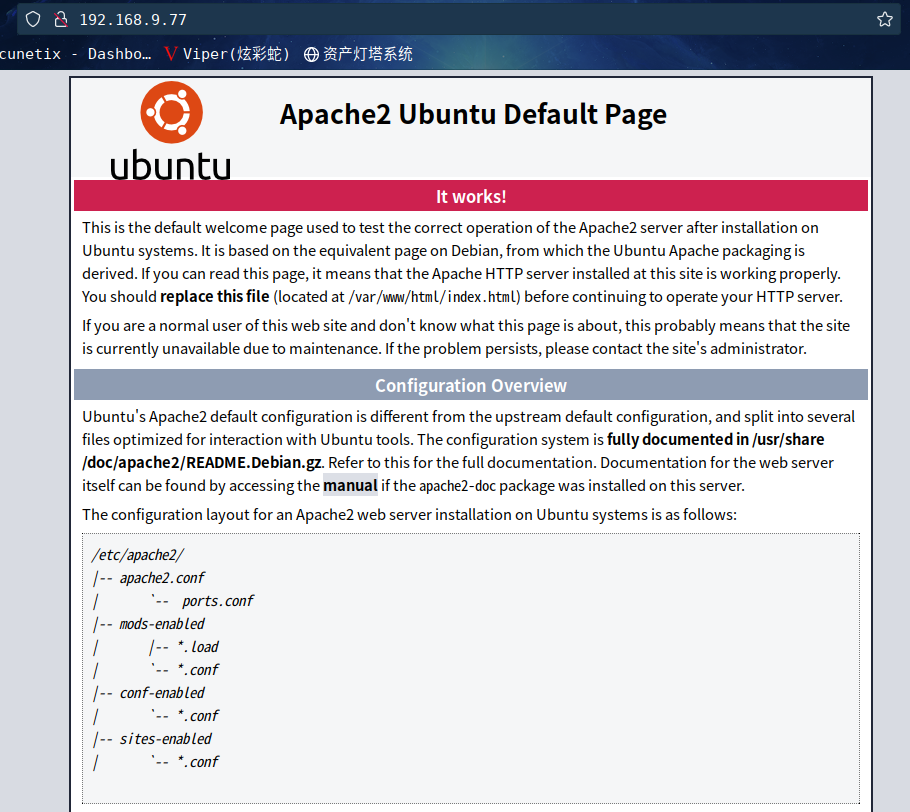 192.168.9.77
cunetix - Dashbo… Viper(炫彩蛇) 资产灯塔系统
ubuntu
Apache2 Ubuntu Default Page
It works!
This is the default welcome page used to test the correct operation of the Apache2 server after installation on
Ubuntu systems. It is based on the equivalent page on Debian, from which the Ubuntu Apache packaging is
derived. If you can read this page, it means that the Apache HTTP server installed at this site is working properly.
You should replace this file (located at /var/www/html/index.html) before continuing to operate your HTTP server.
If you are a normal user of this web site and don't know what this page is about, this probably means that the site
is currently unavailable due to maintenance. If the problem persists, please contact the site's administrator.
Configuration Overview
Ubuntu's Apache2 default configuration is different from the upstream default configuration, and split into several
files optimized for interaction with Ubuntu tools. The configuration system is fully documented in /usr/share
/doc/apache2/README.Debian.gz. Refer to this for the full documentation. Documentation for the web server
itself can be found by accessing the manual if the apache2-doc package was installed on this server.
The configuration layout for an Apache2 web server installation on Ubuntu systems is as follows:
/etc/apache2/
|-- apache2.conf
|       `--  ports.conf
|-- mods-enabled
|       |-- *.load
|       `-- *.conf
|-- conf-enabled
|       `-- *.conf
|-- sites-enabled
|       `-- *.conf